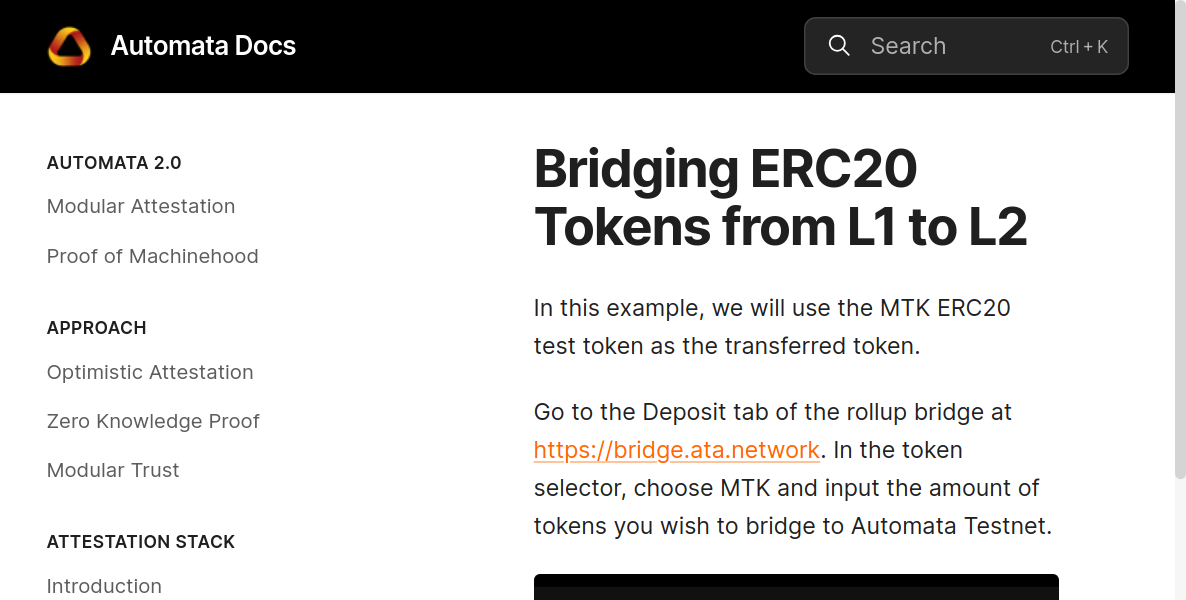 Automata Docs
Search
Ctrl + K
AUTOMATA 2.0
Modular Attestation
Proof of Machinehood
APPROACH
Optimistic Attestation
Zero Knowledge Proof
Modular Trust
ATTESTATION STACK
Introduction
Bridging ERC20
Tokens from L1 to L2
In this example, we will use the MTK ERC20
test token as the transferred token.
Go to the Deposit tab of the rollup bridge at
https://bridge.ata.network. In the token
selector, choose MTK and input the amount of
tokens you wish to bridge to Automata Testnet.